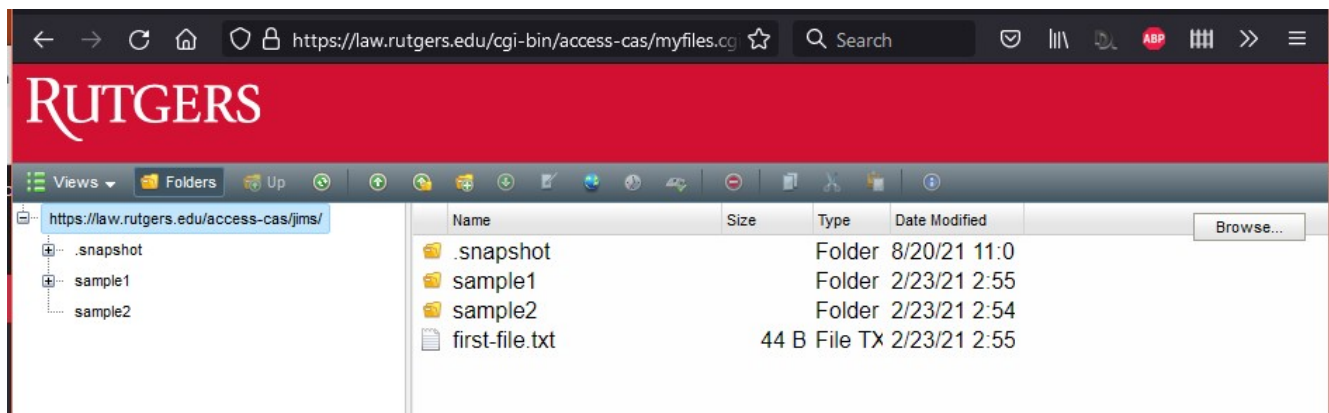 https://law.rutgers.edu/cgi-bin/access-cas/myfiles.cg
Search
ABP
RUTGERS
Views
Folders
Up
https://law.rutgers.edu/access-cas/jims/
.snapshot
sample1
sample2
Name Size Type Date Modified
Browse...
.snapshot Folder 8/20/21 11:0
sample1 Folder 2/23/21 2:55
sample2 Folder 2/23/21 2:54
first-file.txt 44 B File TX 2/23/21 2:55